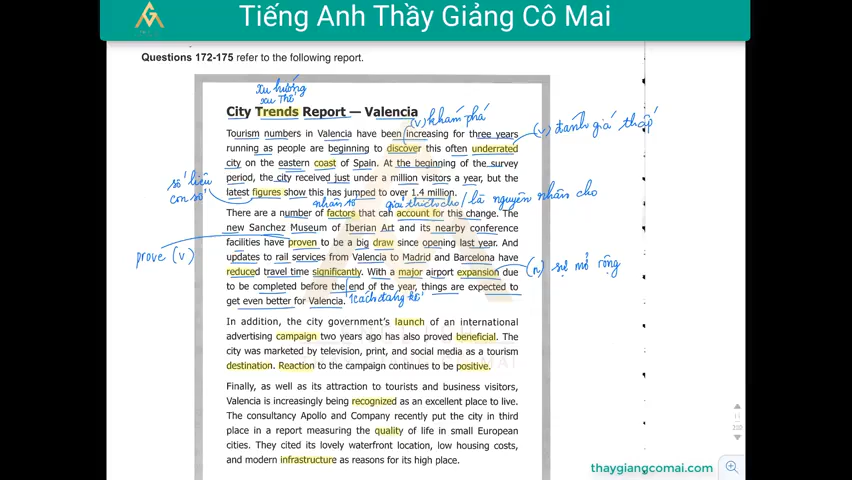 Tiếng Anh Thầy Giảng Cô Mai
Questions 172-175 refer to the following report.
xu hướng
xu thế
City Trends Report — Valencia
(v) khám phá
(v) đánh giá thấp
Tourism numbers in Valencia have been increasing for three years
running as people are beginning to discover this often underrated
city on the eastern coast of Spain. At the beginning of the survey
period, the city received just under a million visitors a year, but the
latest figures show this has jumped to over 1.4 million.
số liệu
con số
nhân tố
giải thích cho / là nguyên nhân cho
There are a number of factors that can account for this change. The
new Sanchez Museum of Iberian Art and its nearby conference
facilities have proven to be a big draw since opening last year. And
updates to rail services from Valencia to Madrid and Barcelona have
reduced travel time significantly. With a major airport expansion due
to be completed before the end of the year, things are expected to
get even better for Valencia.
prove (v)
(n) sự mở rộng
1 cách đáng kể
In addition, the city government's launch of an international
advertising campaign two years ago has also proved beneficial. The
city was marketed by television, print, and social media as a tourism
destination. Reaction to the campaign continues to be positive.
Finally, as well as its attraction to tourists and business visitors,
Valencia is increasingly being recognized as an excellent place to live.
The consultancy Apollo and Company recently put the city in third
place in a report measuring the quality of life in small European
cities. They cited its lovely waterfront location, low housing costs,
and modern infrastructure as reasons for its high place.
thaygiangcomai.com